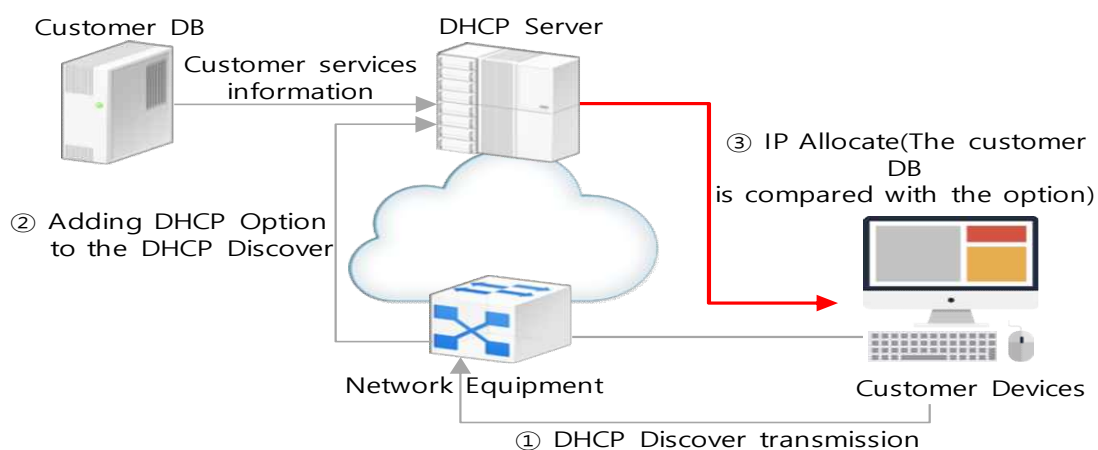 Customer DB
DHCP Server
Customer services
information
③ IP Allocate(The customer
DB
is compared with the option)
② Adding DHCP Option
to the DHCP Discover
Network Equipment
Customer Devices
① DHCP Discover transmission